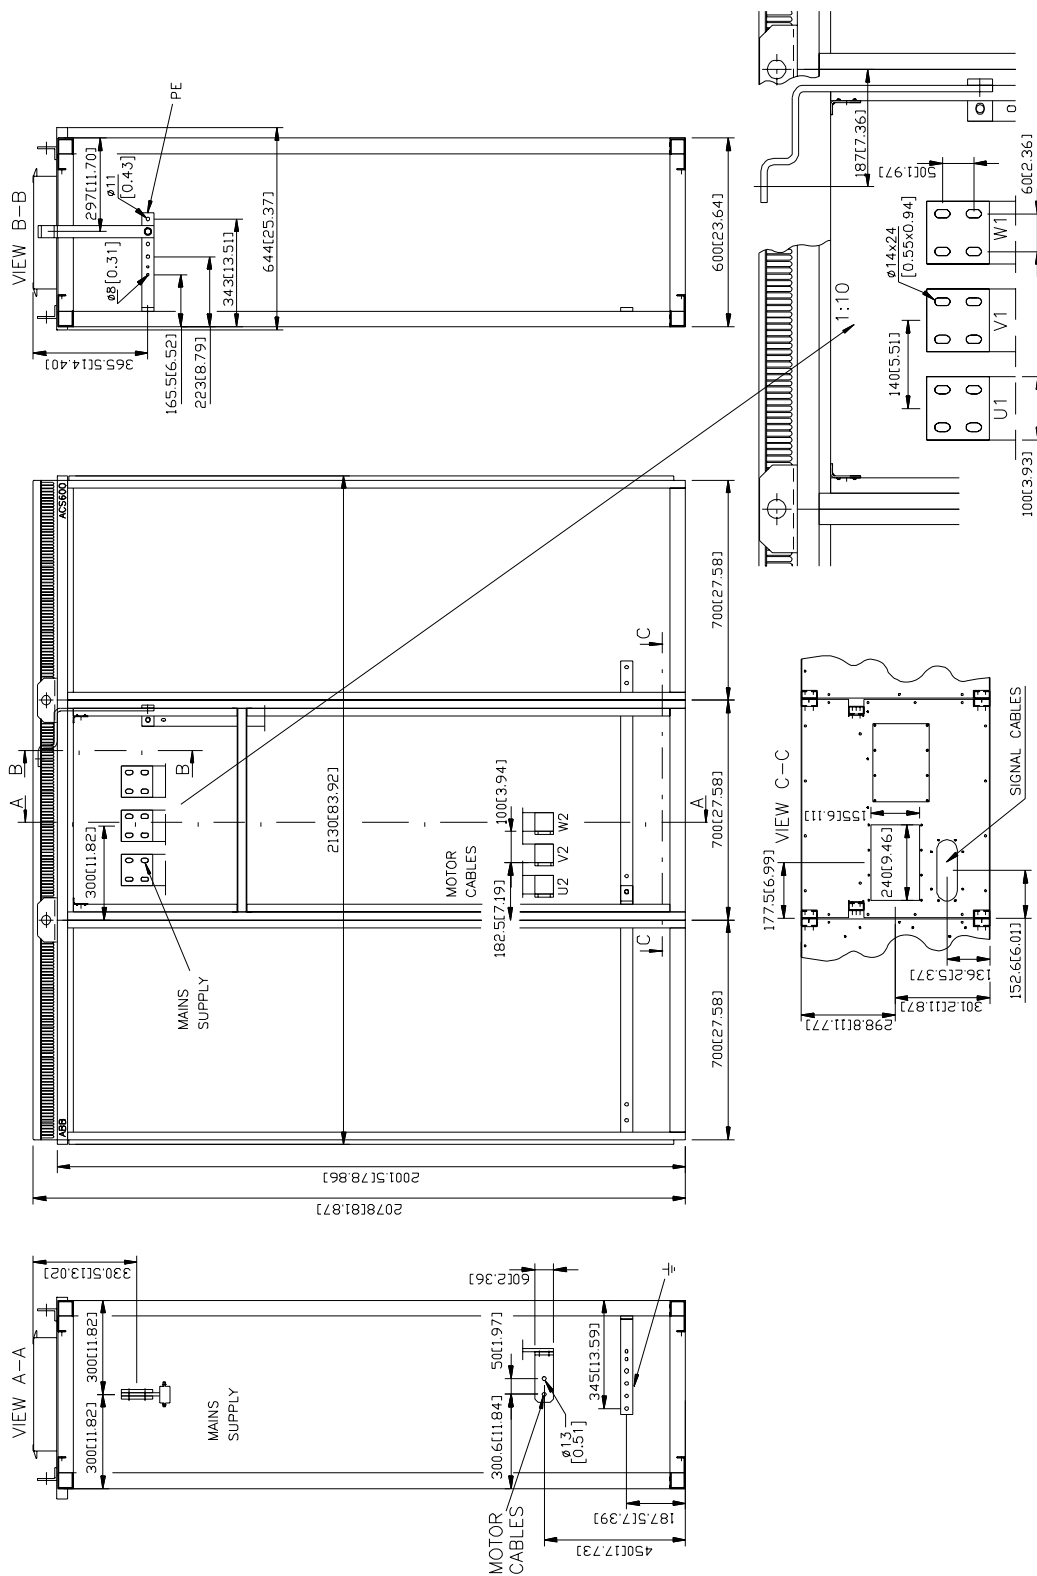 VIEW B-B
297[11.70]
PE
ø11
[0.43]
ø8[0.31]
644[25.37]
343[13.51]
600[23.64]
365.5[14.40]
165.5[6.52]
223[8.79]
ACS600
ABB
B
B
A
A
C
C
300[11.82]
2130[83.92]
MAINS
SUPPLY
MOTOR
CABLES
100[3.94]
182.5[7.19]
U2
V2
W2
700[27.58]
700[27.58]
700[27.58]
2001.5[78.86]
2078[81.87]
187[7.36]
1:10
50[1.97]
60[2.36]
ø14x24
[0.55x0.94]
140[5.51]
W1
V1
U1
100[3.93]
VIEW C-C
SIGNAL CABLES
177.5[6.99]
155[6.11]
240[9.46]
136.2[5.37]
301.2[11.87]
298.8[11.77]
152.6[6.01]
VIEW A-A
330.5[13.02]
300[11.82]
300[11.82]
MAINS
SUPPLY
60[2.36]
50[1.97]
345[13.59]
300.6[11.84]
ø13
[0.51]
MOTOR
CABLES
187.5[7.39]
450[17.73]